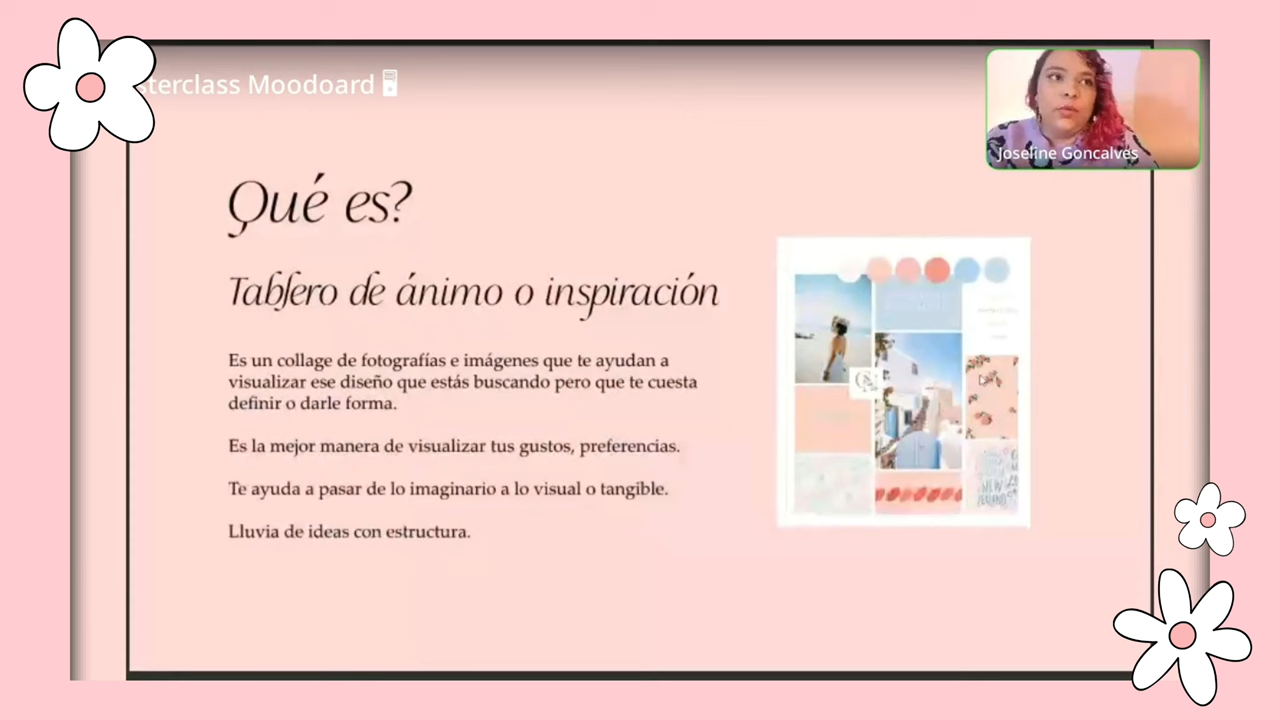 sterclass Moodoard
Joseline Goncalves
Qué es?
Tablero de ánimo o inspiración
Es un collage de fotografías e imágenes que te ayudan a
visualizar ese diseño que estás buscando pero que te cuesta
definir o darle forma.
Es la mejor manera de visualizar tus gustos, preferencias.
Te ayuda a pasar de lo imaginario a lo visual o tangible.
Lluvia de ideas con estructura.
NEW